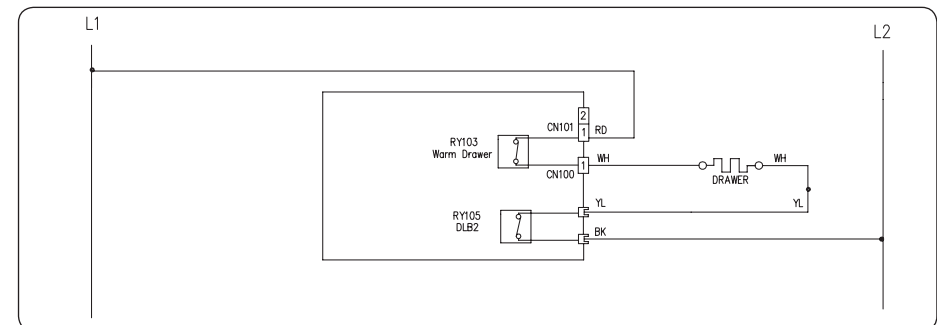 L1
L2
2
CN101 1 RD
RY103
Warm Drawer
1 WH
CN100
WH
DRAWER
YL
YL
RY105
DLB2
BK